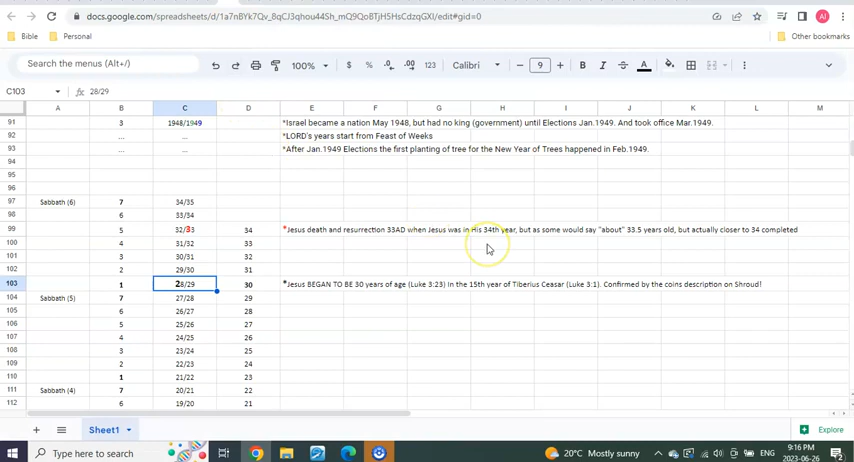 docs.google.com/spreadsheets/d/1a7nBYk7Qv_8qCJ3qhou44Sh_mQ9oBTjH5HsCdzqGXI/edit#gid=0
AI
Bible Personal Other bookmarks
Search the menus (Alt+/) 100% $ % .0 .00 123 Calibri − 9 + B I S A
C103 fx 28/29
A B C D E F G H I J K L M
91 3 1948/1949 *Israel became a nation May 1948, but had no king (government) until Elections Jan.1949. And took office Mar.1949.
92 ... ... *LORD's years start from Feast of Weeks
93 ... ... *After Jan.1949 Elections the first planting of tree for the New Year of Trees happened in Feb.1949.
94
95
96
97 Sabbath (6) 7 34/35
98 6 33/34
99 5 32/33 34 *Jesus death and resurrection 33AD when Jesus was in His 34th year, but as some would say "about" 33.5 years old, but actually closer to 34 completed
100 4 31/32 33
101 3 30/31 32
102 2 29/30 31
103 1 28/29 30 *Jesus BEGAN TO BE 30 years of age (Luke 3:23) In the 15th year of Tiberius Ceasar (Luke 3:1). Confirmed by the coins description on Shroud!
104 Sabbath (5) 7 27/28 29
105 6 26/27 28
106 5 25/26 27
107 4 24/25 26
108 3 23/24 25
109 2 22/23 24
110 1 21/22 23
111 Sabbath (4) 7 20/21 22
112 6 19/20 21
+ Sheet1 Explore
Type here to search 20°C Mostly sunny ENG 9:16 PM
2023-06-26 2